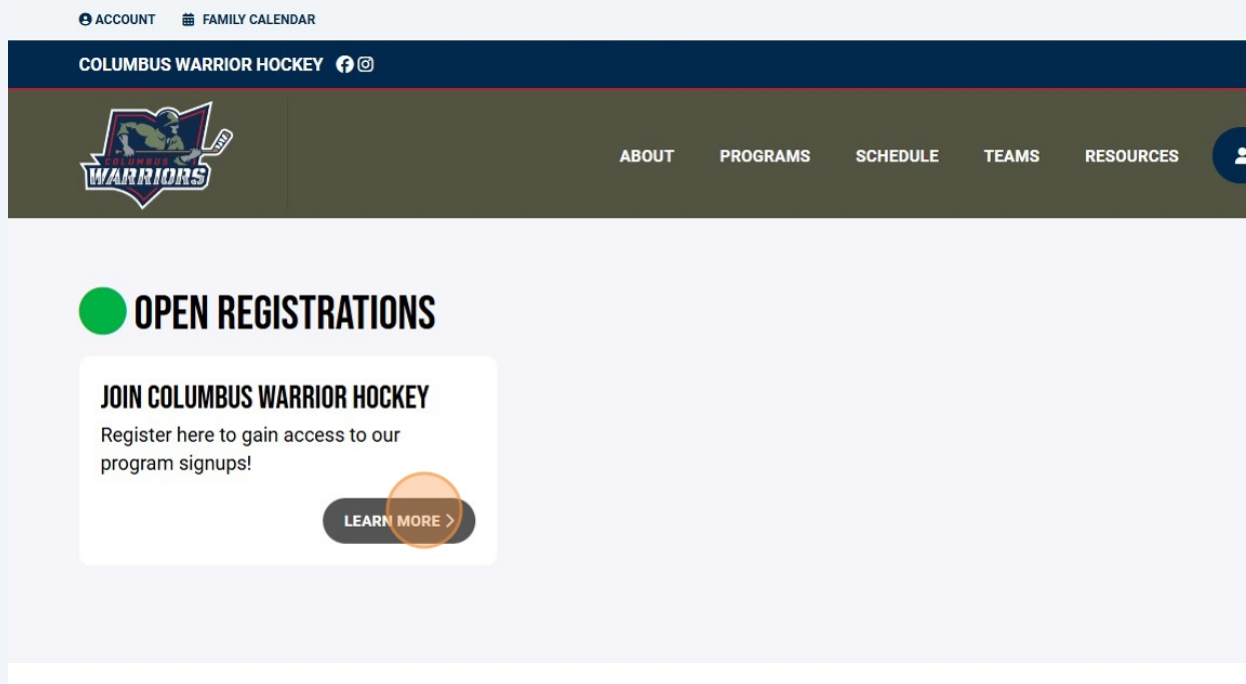 ACCOUNT FAMILY CALENDAR
COLUMBUS WARRIOR HOCKEY
COLUMBUS
WARRIORS
ABOUT PROGRAMS SCHEDULE TEAMS RESOURCES
OPEN REGISTRATIONS
JOIN COLUMBUS WARRIOR HOCKEY
Register here to gain access to our
program signups!
LEARN MORE